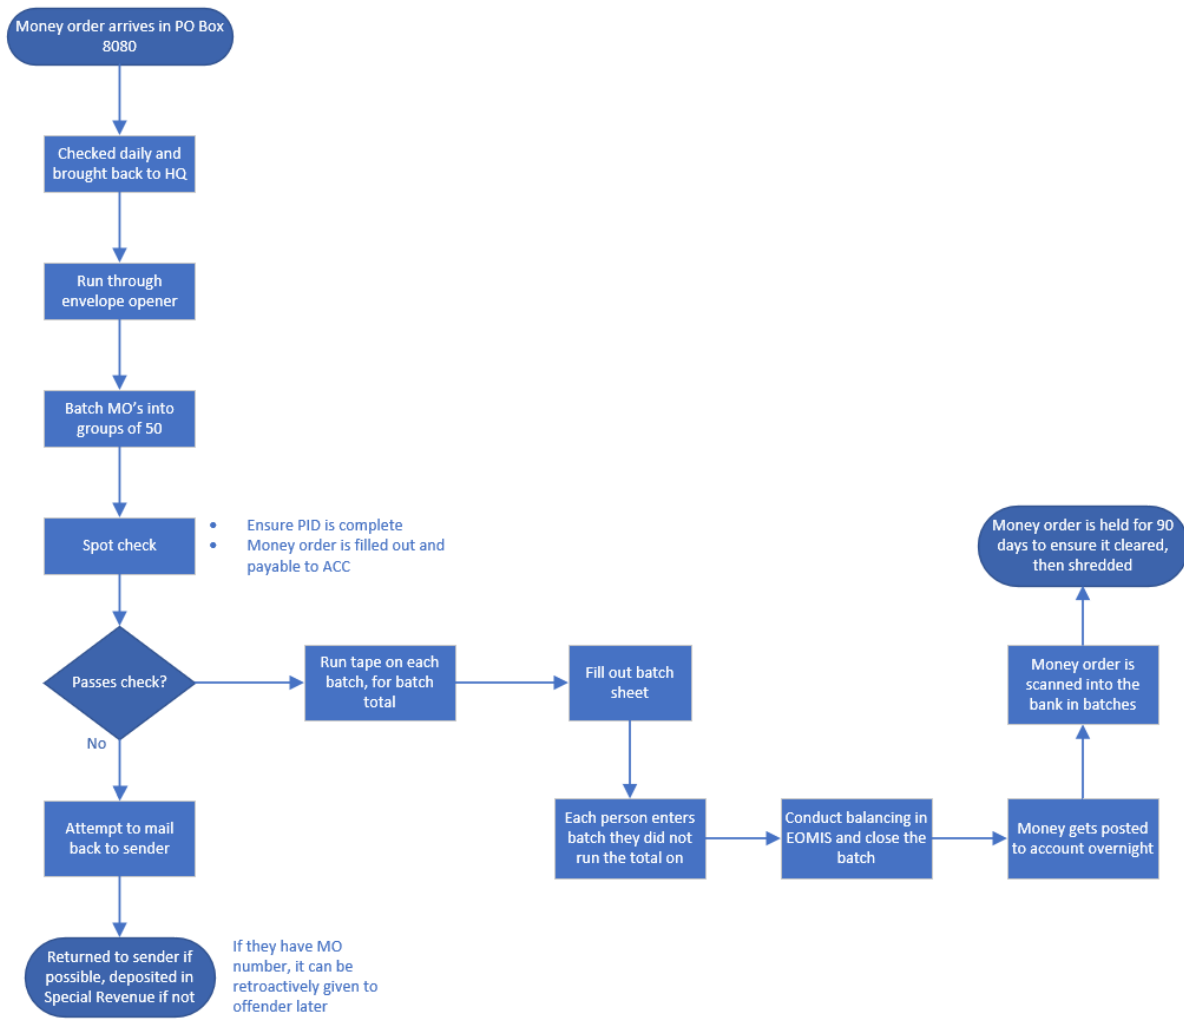 Money order arrives in PO Box
8080
Checked daily and
brought back to HQ
Run through
envelope opener
Batch MO's into
groups of 50
Spot check
• Ensure PID is complete
• Money order is filled out and
payable to ACC
Passes check?
No
Attempt to mail
back to sender
Returned to sender if
possible, deposited in
Special Revenue if not
If they have MO
number, it can be
retroactively given to
offender later
Run tape on each
batch, for batch
total
Fill out batch
sheet
Each person enters
batch they did not
run the total on
Conduct balancing in
EOMIS and close the
batch
Money gets posted
to account overnight
Money order is
scanned into the
bank in batches
Money order is held for 90
days to ensure it cleared,
then shredded